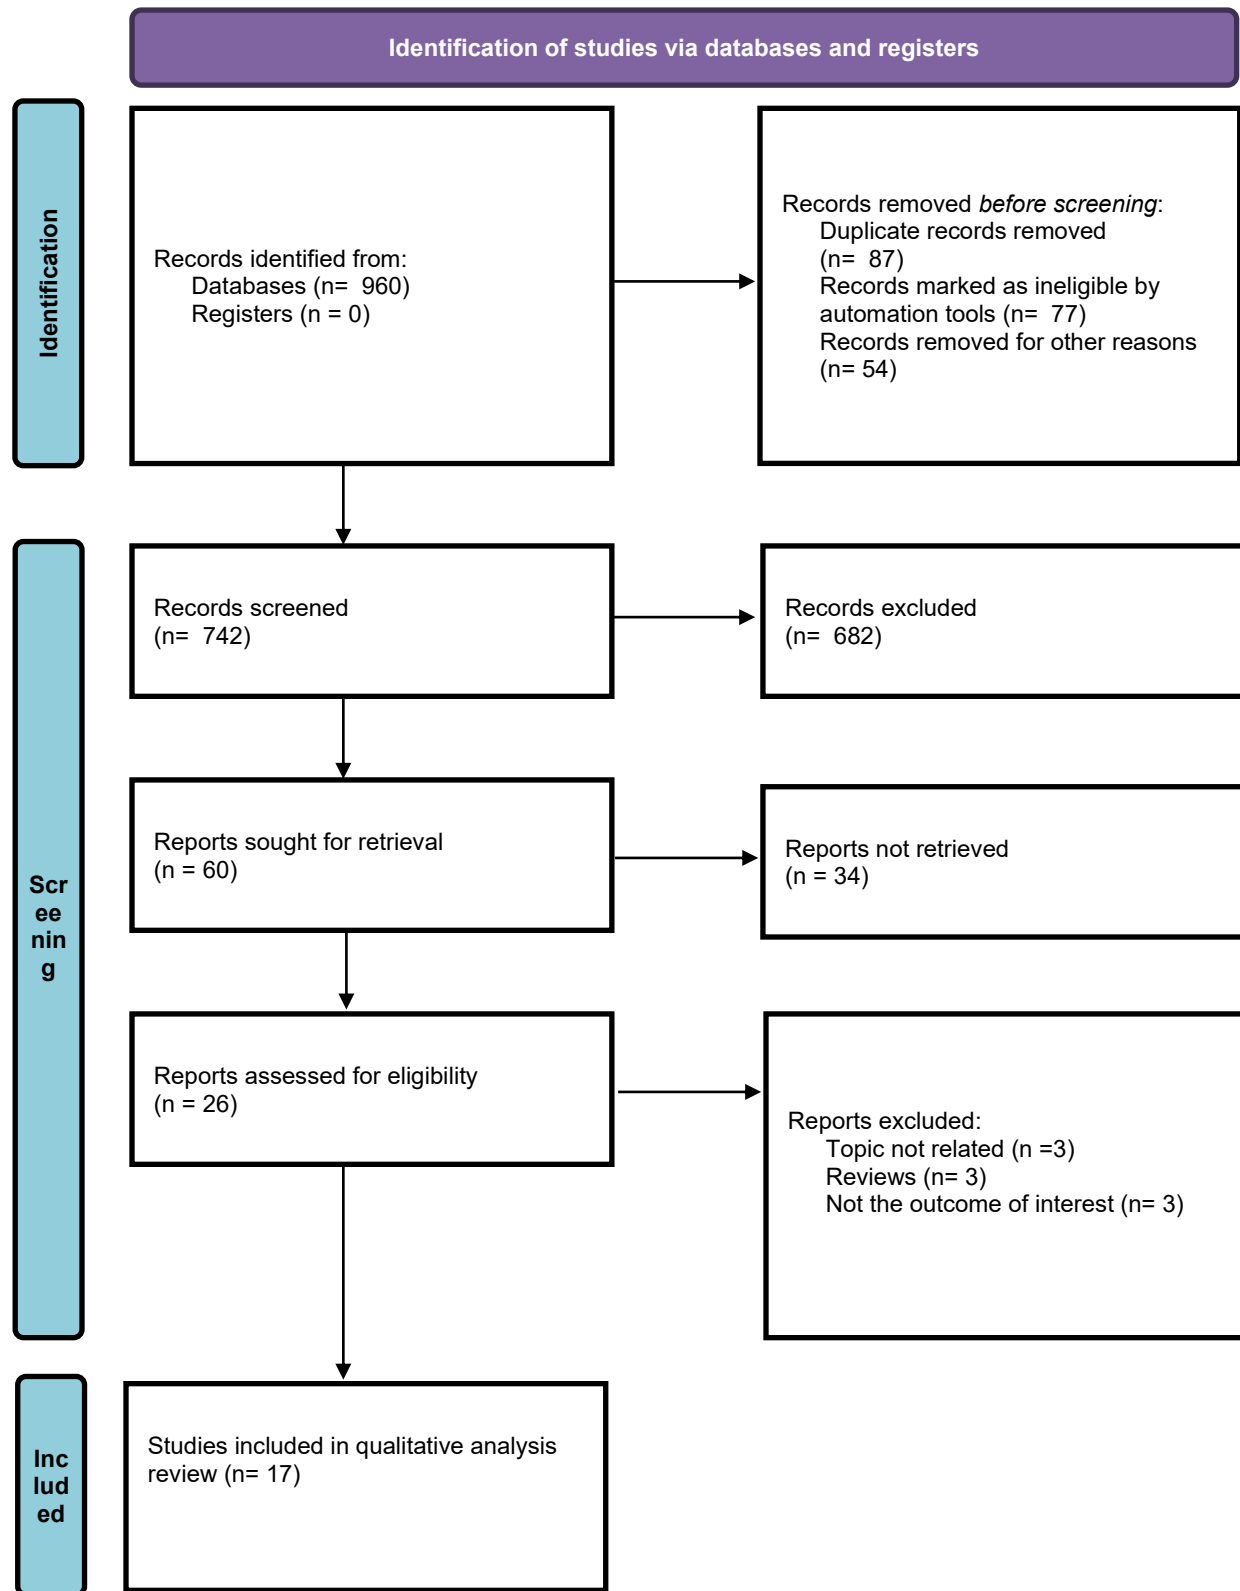 Identification of studies via databases and registers
Identification
Records identified from:
Databases (n=  960)
Registers (n = 0)
Records removed before screening:
Duplicate records removed
(n=  87)
Records marked as ineligible by
automation tools (n=  77)
Records removed for other reasons
(n= 54)
Scr
ee
nin
g
Records screened
(n=  742)
Records excluded
(n=  682)
Reports sought for retrieval
(n = 60)
Reports not retrieved
(n = 34)
Reports assessed for eligibility
(n = 26)
Reports excluded:
Topic not related (n =3)
Reviews (n= 3)
Not the outcome of interest (n= 3)
Inc
lud
ed
Studies included in qualitative analysis
review (n= 17)